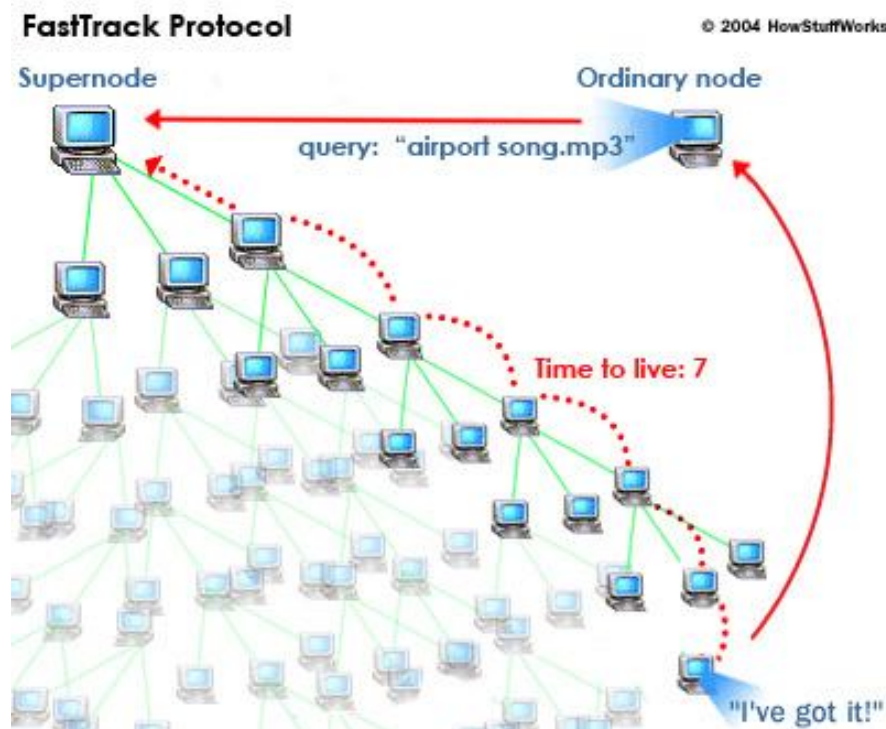 FastTrack Protocol
© 2004 HowStuffWorks
Supernode
Ordinary node
query: “airport song.mp3”
Time to live: 7
"I've got it!"